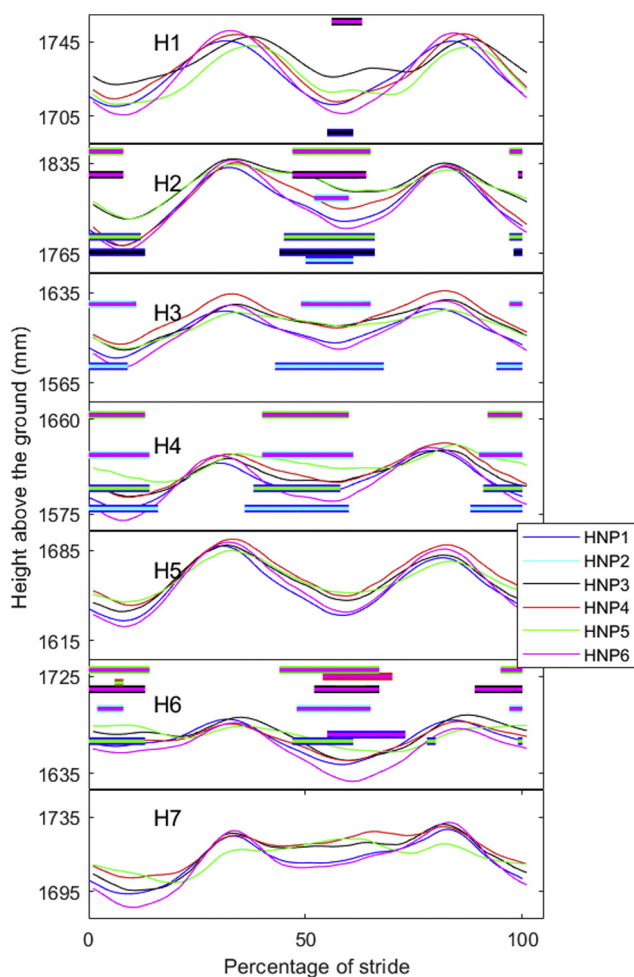 H1
1745
1705
H2
1835
1765
H3
1635
1565
H4
1660
1575
H5
1685
1615
H6
1725
1635
H7
1735
1695
0
50
100
Percentage of stride
Height above the ground (mm)
HNP1
HNP2
HNP3
HNP4
HNP5
HNP6